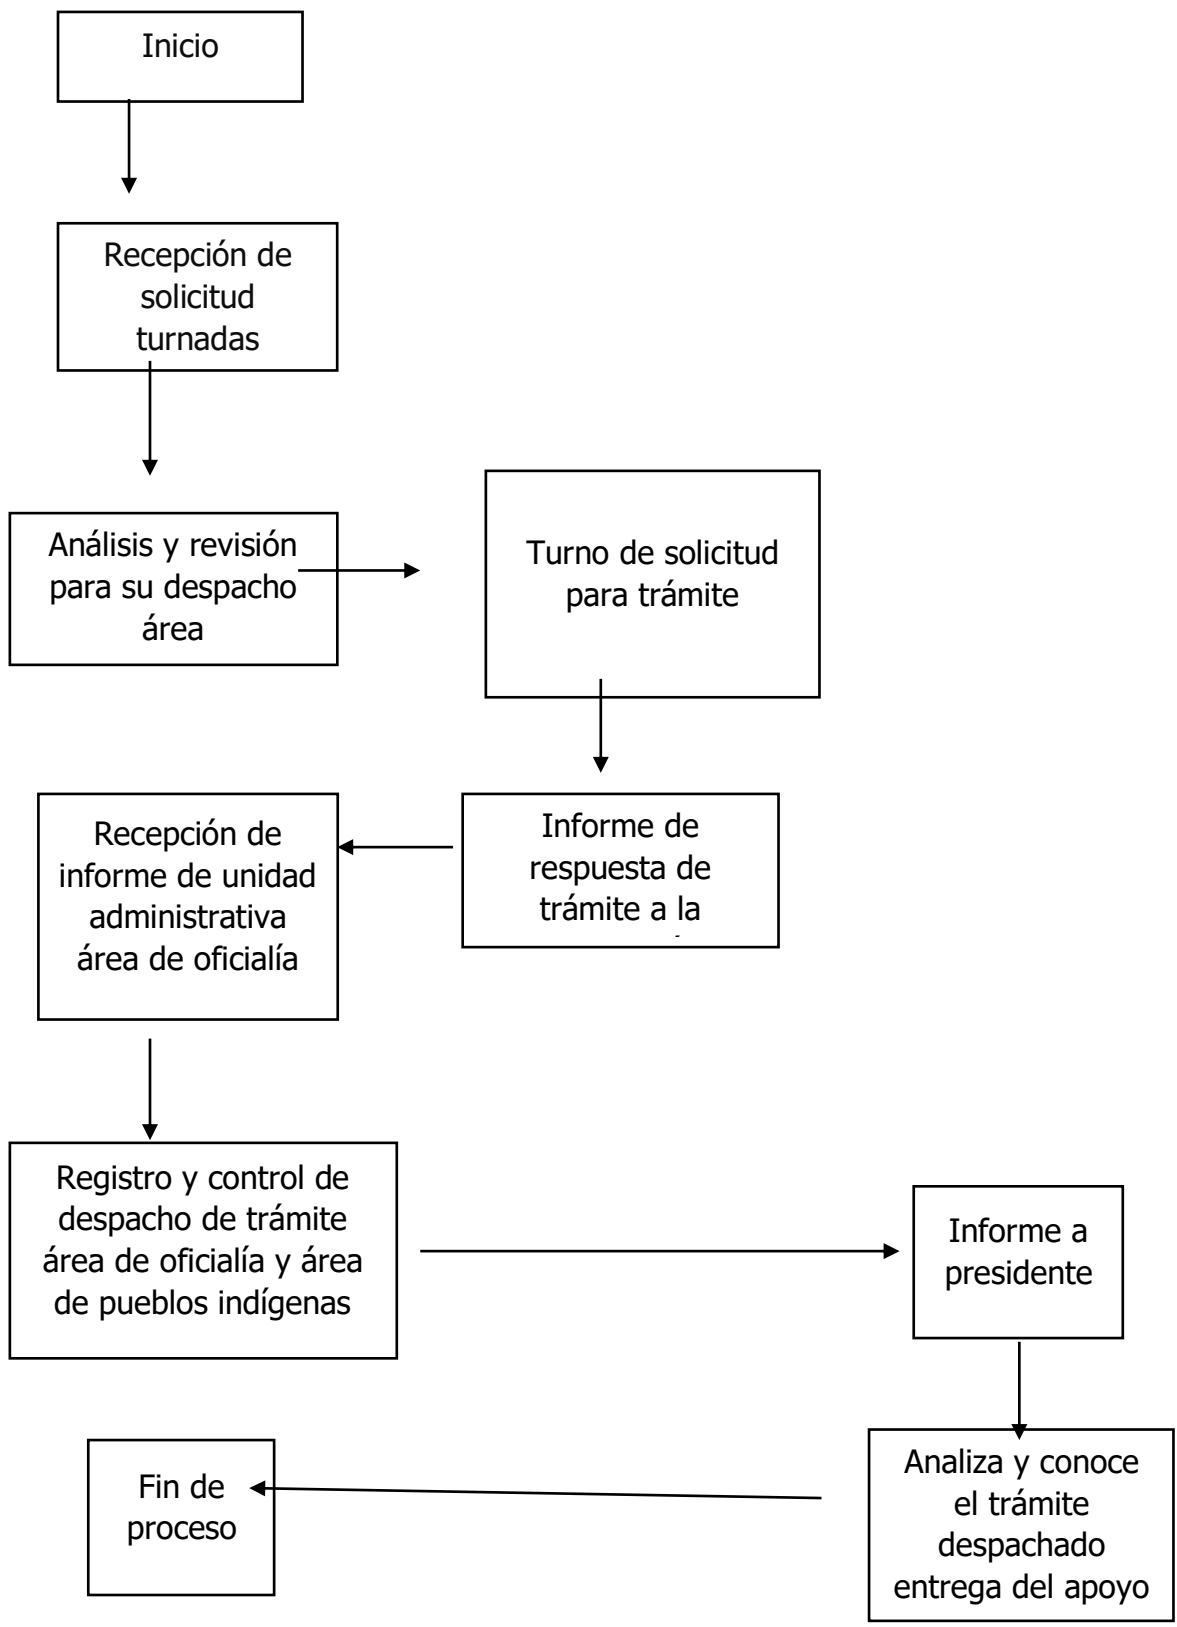 Inicio
Recepción de
solicitud
turnadas
Análisis y revisión
para su despacho
área
Turno de solicitud
para trámite
Informe de
respuesta de
trámite a la
Recepción de
informe de unidad
administrativa
área de oficialía
Registro y control de
despacho de trámite
área de oficialía y área
de pueblos indígenas
Informe a
presidente
Analiza y conoce
el trámite
despachado
entrega del apoyo
Fin de
proceso